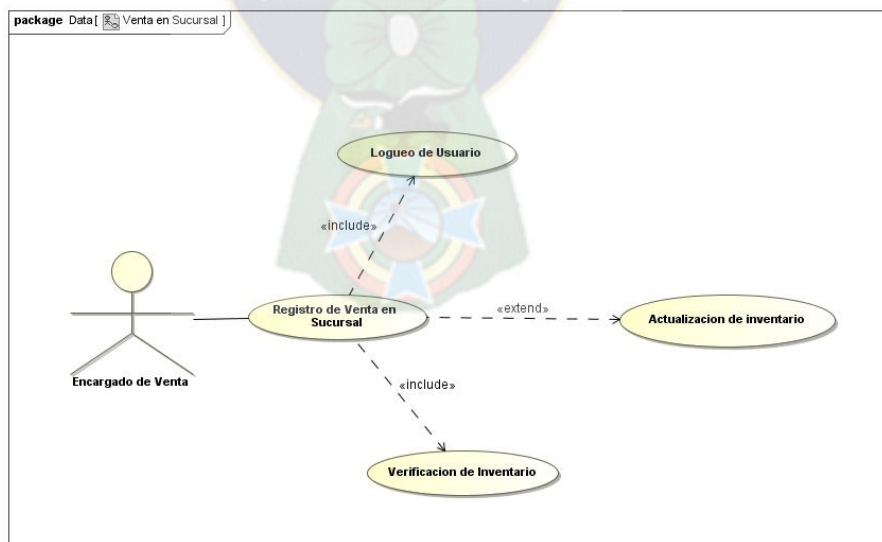 package Data [ Venta en Sucursal ]
Logueo de Usuario
«include»
Registro de Venta en
Sucursal
«extend»
Actualizacion de inventario
Encargado de Venta
«include»
Verificacion de Inventario